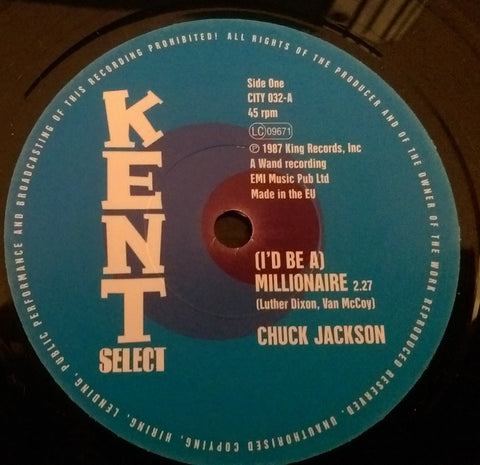 KENT
SELECT
Side One
CITY 032-A
45 rpm
LC 09671
℗ 1987 King Records, Inc
A Wand recording
EMI Music Pub Ltd
Made in the EU
(I'D BE A)
MILLIONAIRE 2.27
(Luther Dixon, Van McCoy)
CHUCK JACKSON
ALL RIGHTS OF THE PRODUCER AND OF THE OWNER OF THE WORK REPRODUCED RESERVED. UNAUTHORISED COPYING, HIRING, LENDING, PUBLIC PERFORMANCE AND BROADCASTING OF THIS RECORDING PROHIBITED!